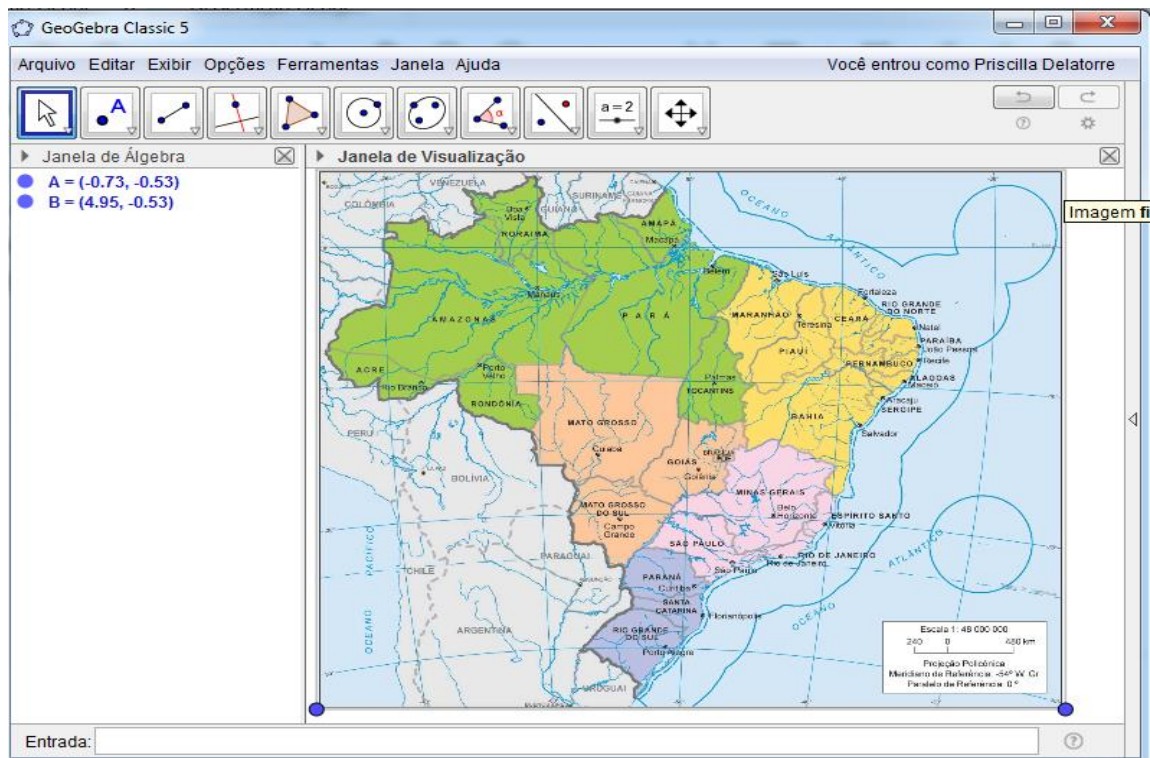 GeoGebra Classic 5
Arquivo Editar Exibir Opções Ferramentas Janela Ajuda
Você entrou como Priscilla Delatorre
A
α
a = 2
Janela de Álgebra
A = (-0.73, -0.53)
B = (4.95, -0.53)
Janela de Visualização
Imagem fi
VENEZUELA
COLÔMBIA
SURINAME
GUIANA
Boa Vista
RORAIMA
AMAPÁ
Macapá
OCEANO
ATLÂNTICO
Belém
São Luís
Manaus
Fortaleza
AMAZONAS
PARÁ
MARANHÃO
Teresina
CEARÁ
RIO GRANDE DO NORTE
Natal
PARAÍBA
João Pessoa
PIAUÍ
PERNAMBUCO
Recife
ACRE
Porto Velho
Rio Branco
Palmas
TOCANTINS
ALAGOAS
Maceió
Aracaju
SERGIPE
RONDÔNIA
BAHIA
Salvador
MATO GROSSO
Cuiabá
PERU
GOIÁS
Goiânia
BOLÍVIA
MINAS GERAIS
Belo Horizonte
ESPÍRITO SANTO
Vitória
MATO GROSSO DO SUL
Campo Grande
SÃO PAULO
São Paulo
RIO DE JANEIRO
Rio de Janeiro
PARAGUAI
CHILE
PARANÁ
Curitiba
SANTA CATARINA
Florianópolis
OCEANO
PACÍFICO
OCEANO
ATLÂNTICO
ARGENTINA
RIO GRANDE DO SUL
Porto Alegre
URUGUAI
Escala 1: 48 000 000
240 0 480 km
Projeção Policônica
Meridiano de Referência: -54º W. Gr
Paralelo de Referência: 0 º
Entrada: